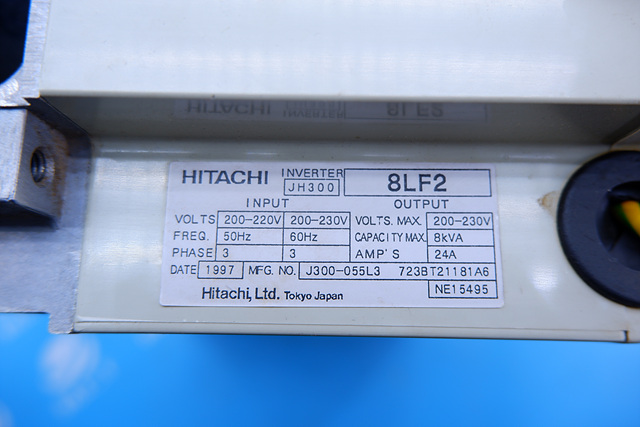 HITACHI INVERTER JH300 8LF2
INPUT OUTPUT
VOLTS 200-220V 200-230V VOLTS. MAX. 200-230V
FREQ. 50Hz 60Hz CAPACITY MAX. 8kVA
PHASE 3 3 AMP'S 24A
DATE 1997 MFG. NO. J300-055L3 723BT21181A6
NE15495
Hitachi, Ltd. Tokyo Japan